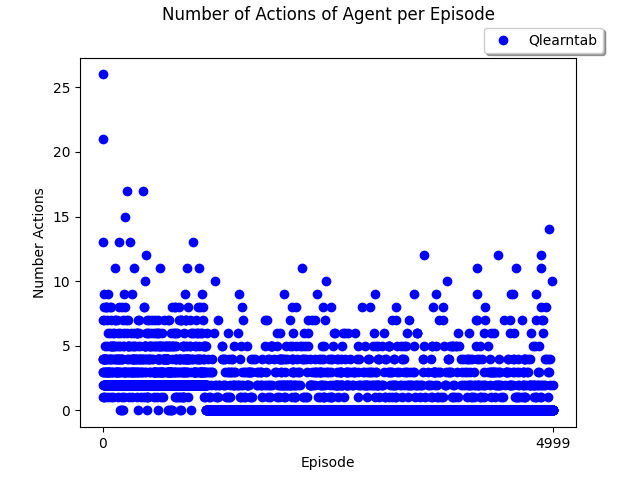 Number of Actions of Agent per Episode
Qlearntab
25
20
15
10
5
0
Number Actions
0 4999
Episode